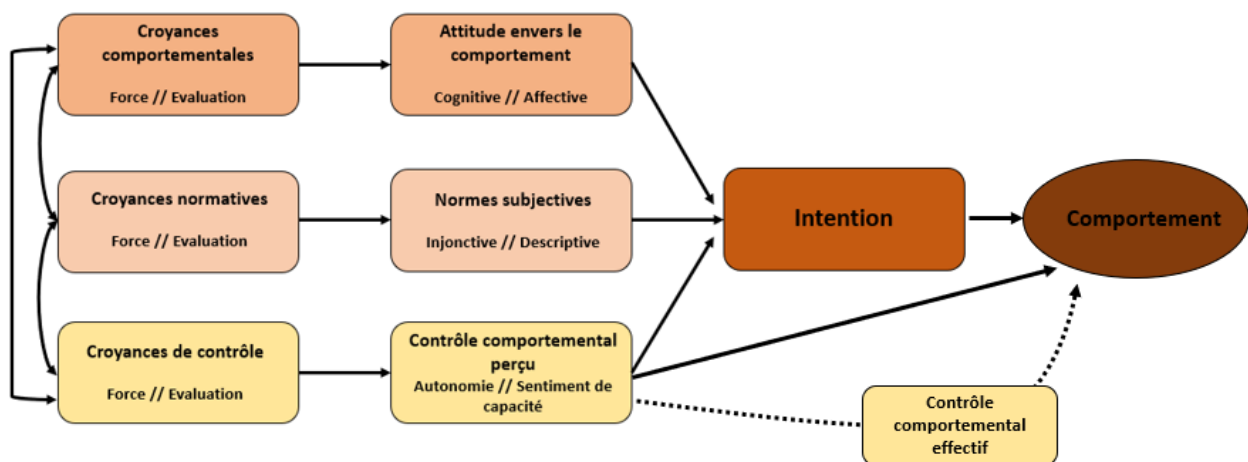 Croyances
comportementales
Force // Evaluation
Attitude envers le
comportement
Cognitive // Affective
Croyances normatives
Force // Evaluation
Normes subjectives
Injonctive // Descriptive
Intention
Comportement
Croyances de contrôle
Force // Evaluation
Contrôle comportemental
perçu
Autonomie // Sentiment de
capacité
Contrôle
comportemental
effectif